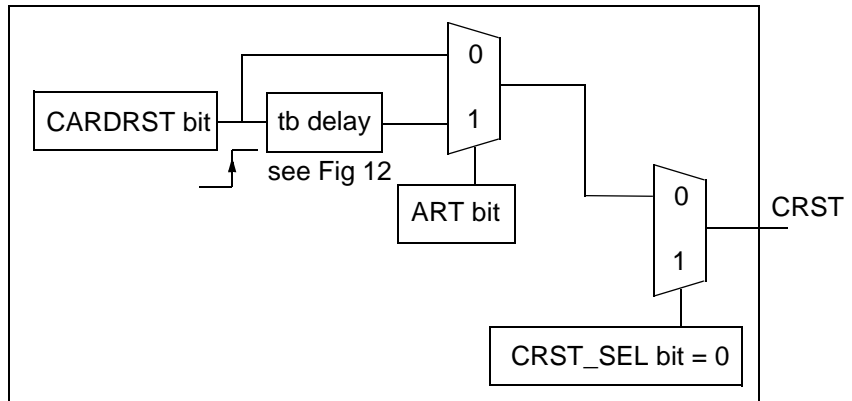 0
CARDRST bit
tb delay
1
see Fig 12
ART bit
0
CRST
1
CRST_SEL bit = 0